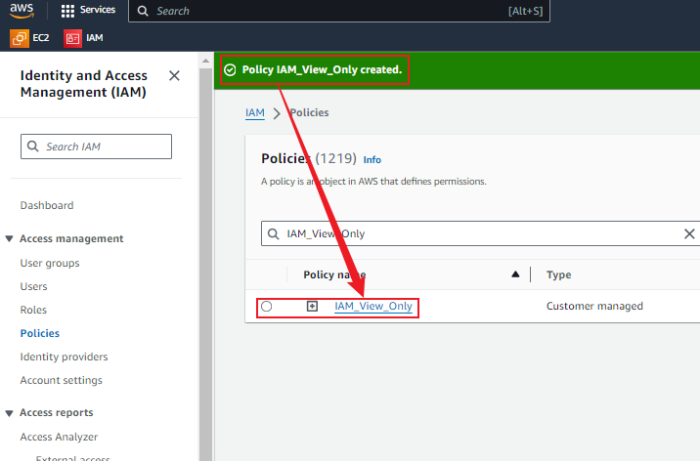 aws
Services
Search
[Alt+S]
EC2
IAM
Identity and Access
Management (IAM)
Search IAM
Dashboard
Access management
User groups
Users
Roles
Policies
Identity providers
Account settings
Access reports
Access Analyzer
External access
Policy IAM_View_Only created.
IAM
Policies
Policies (1219) Info
A policy is an object in AWS that defines permissions.
IAM_View_Only
Policy name
Type
IAM_View_Only
Customer managed